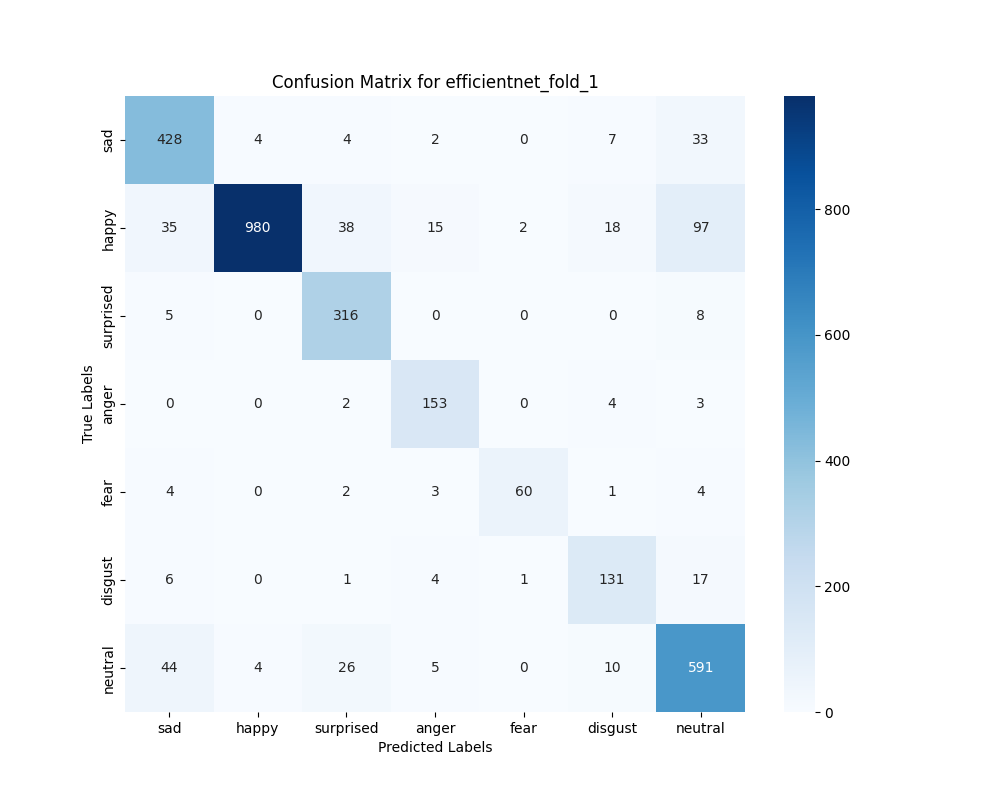 Confusion Matrix for efficientnet_fold_1
True Labels
sad 428 4 4 2 0 7 33
happy 35 980 38 15 2 18 97
surprised 5 0 316 0 0 0 8
anger 0 0 2 153 0 4 3
fear 4 0 2 3 60 1 4
disgust 6 0 1 4 1 131 17
neutral 44 4 26 5 0 10 591
sad happy surprised anger fear disgust neutral
Predicted Labels
800
600
400
200
0